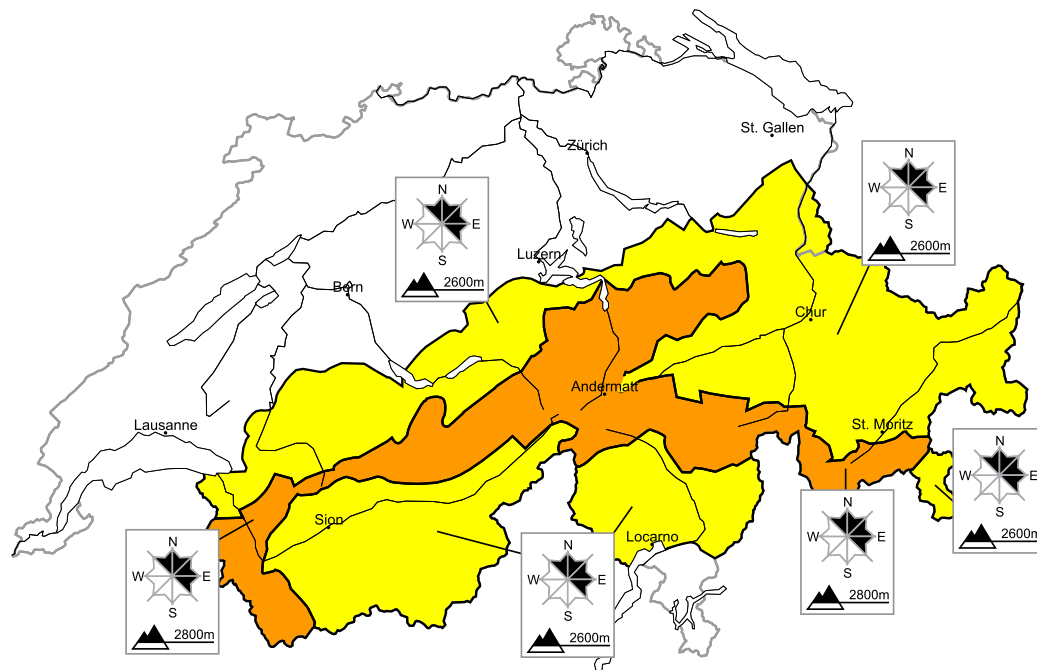 St. Gallen
Zürich
N
W E
S
2600m
N
W E
S
2600m
Luzern
Bern
Chur
Andermatt
Lausanne
St. Moritz
N
W E
S
2600m
Sion
Locarno
N
W E
S
2800m
N
W E
S
2600m
N
W E
S
2800m